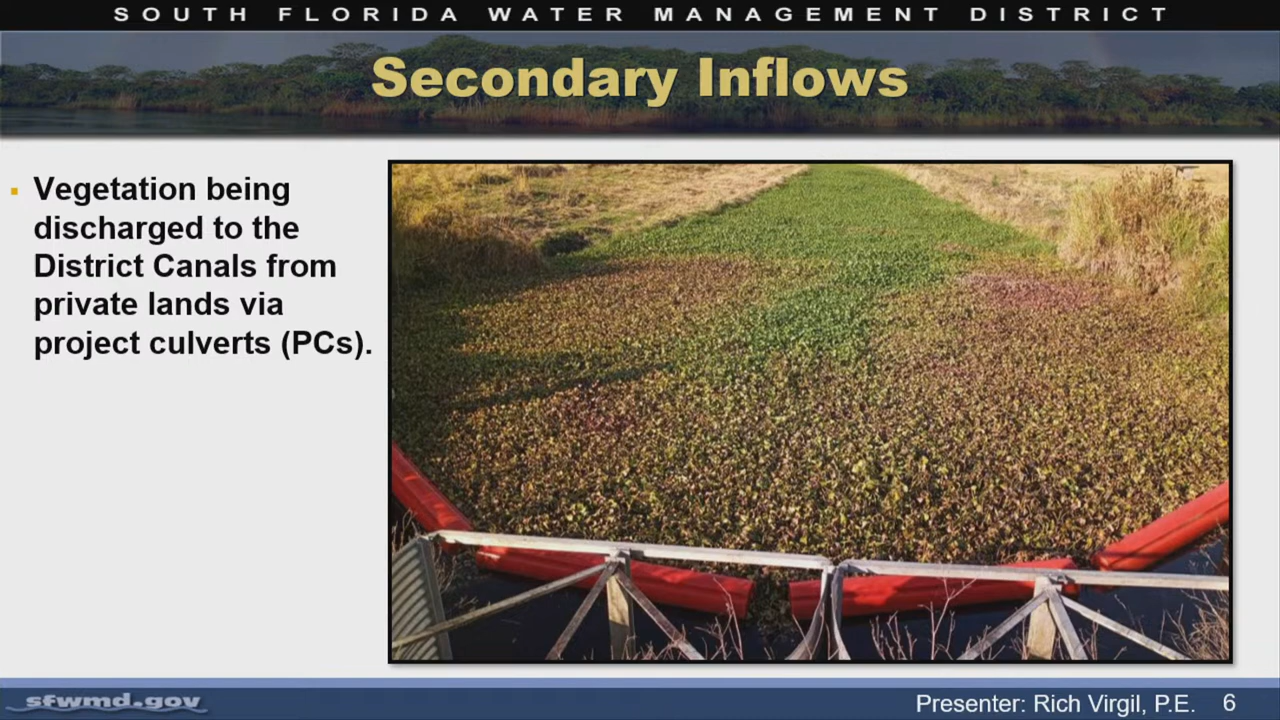 SOUTH FLORIDA WATER MANAGEMENT DISTRICT
Secondary Inflows
Vegetation being
discharged to the
District Canals from
private lands via
project culverts (PCs).
sfwmd.gov
Presenter: Rich Virgil, P.E. 6